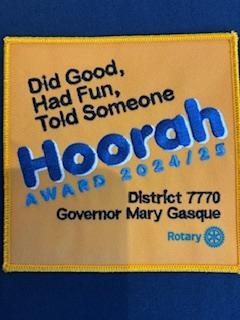 Did Good,
Had Fun,
Told Someone
Hoorah
AWARD 2024/25
District 7770
Governor Mary Gasque
Rotary